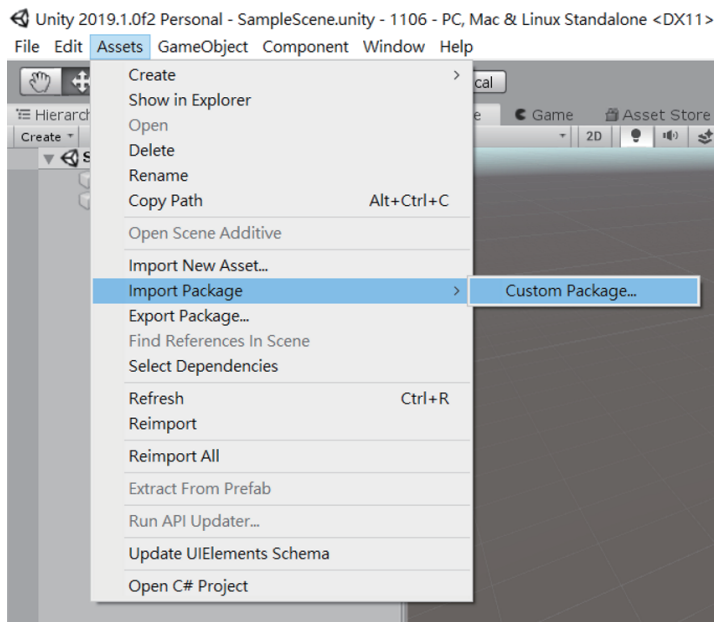 Unity 2019.1.0f2 Personal - SampleScene.unity - 1106 - PC, Mac & Linux Standalone <DX11>
File Edit Assets GameObject Component Window Help
Create
Show in Explorer
Open
Delete
Rename
Copy Path Alt+Ctrl+C
Open Scene Additive
Import New Asset...
Import Package
Custom Package...
Export Package...
Find References In Scene
Select Dependencies
Refresh Ctrl+R
Reimport
Reimport All
Extract From Prefab
Run API Updater...
Update UIElements Schema
Open C# Project
cal
Hierarch
Game Asset Store
Create
2D